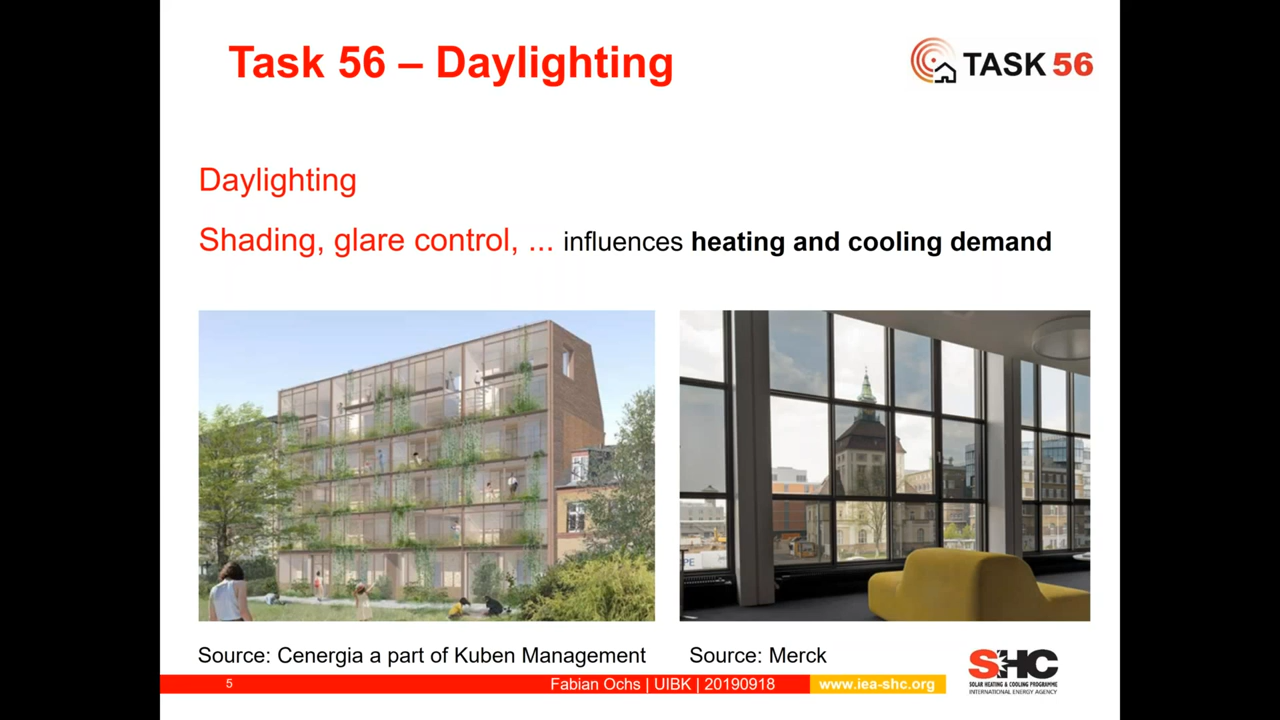 Task 56 – Daylighting
TASK 56
Daylighting
Shading, glare control, ... influences heating and cooling demand
PE
Source: Cenergia a part of Kuben Management
Source: Merck
SHC
SOLAR HEATING & COOLING PROGRAMME
INTERNATIONAL ENERGY AGENCY
5
Fabian Ochs | UIBK | 20190918
www.iea-shc.org